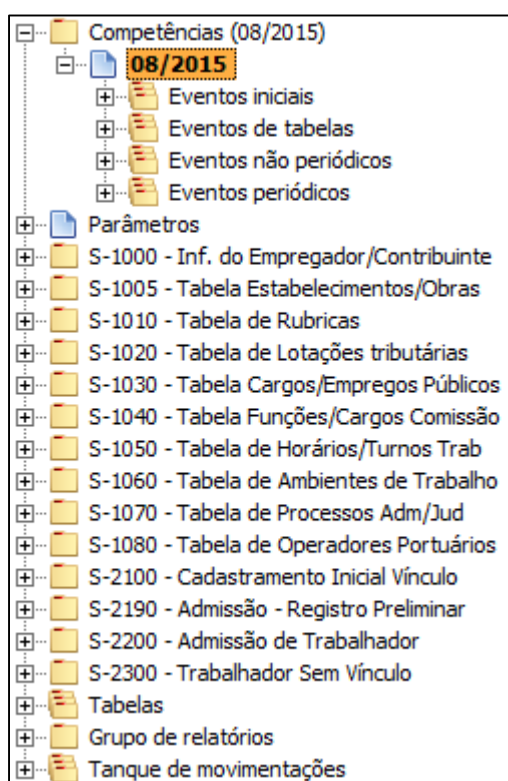 Competências (08/2015)
08/2015
Eventos iniciais
Eventos de tabelas
Eventos não periódicos
Eventos periódicos
Parâmetros
S-1000 - Inf. do Empregador/Contribuinte
S-1005 - Tabela Estabelecimentos/Obras
S-1010 - Tabela de Rubricas
S-1020 - Tabela de Lotações tributárias
S-1030 - Tabela Cargos/Empregos Públicos
S-1040 - Tabela Funções/Cargos Comissão
S-1050 - Tabela de Horários/Turnos Trab
S-1060 - Tabela de Ambientes de Trabalho
S-1070 - Tabela de Processos Adm/Jud
S-1080 - Tabela de Operadores Portuários
S-2100 - Cadastramento Inicial Vínculo
S-2190 - Admissão - Registro Preliminar
S-2200 - Admissão de Trabalhador
S-2300 - Trabalhador Sem Vínculo
Tabelas
Grupo de relatórios
Tanque de movimentações